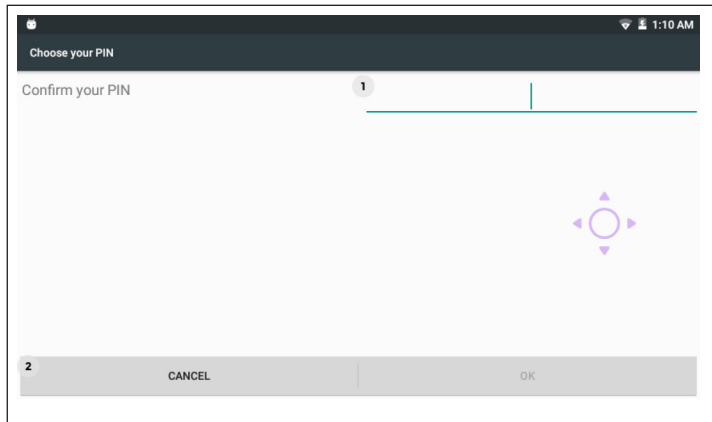 1:10 AM
Choose your PIN
Confirm your PIN
1
2
CANCEL
OK